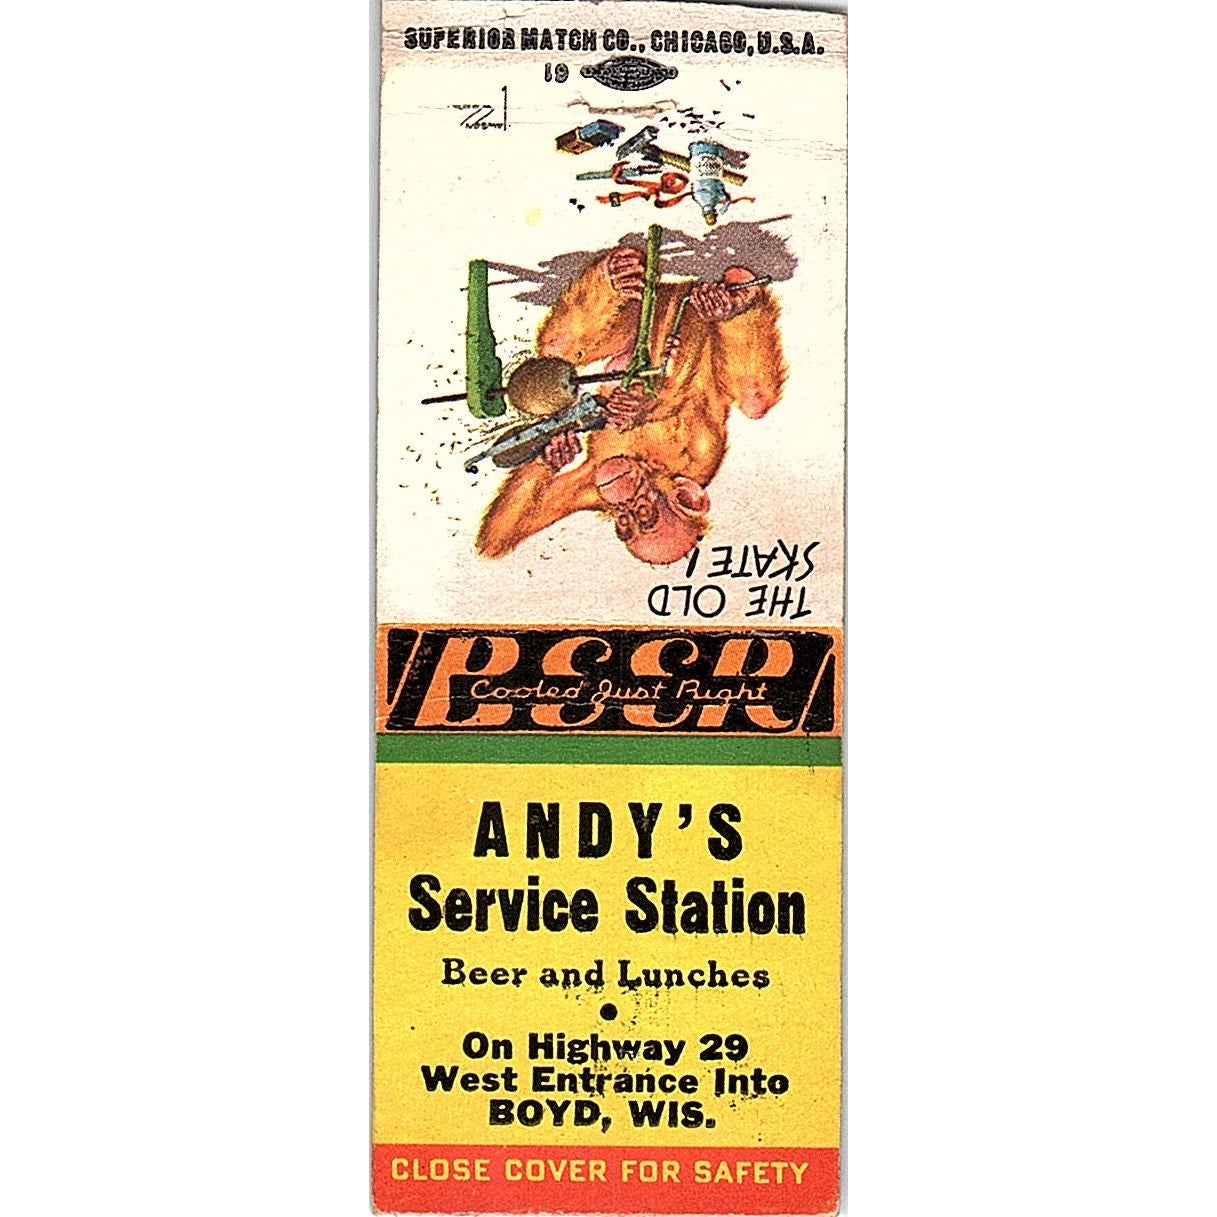 SUPERIOR MATCH CO., CHICAGO, U.S.A.
19
THE OLD
SKATE!
BEER
Cooled Just Right
ANDY'S
Service Station
Beer and Lunches
•
On Highway 29
West Entrance Into
BOYD, WIS.
CLOSE COVER FOR SAFETY